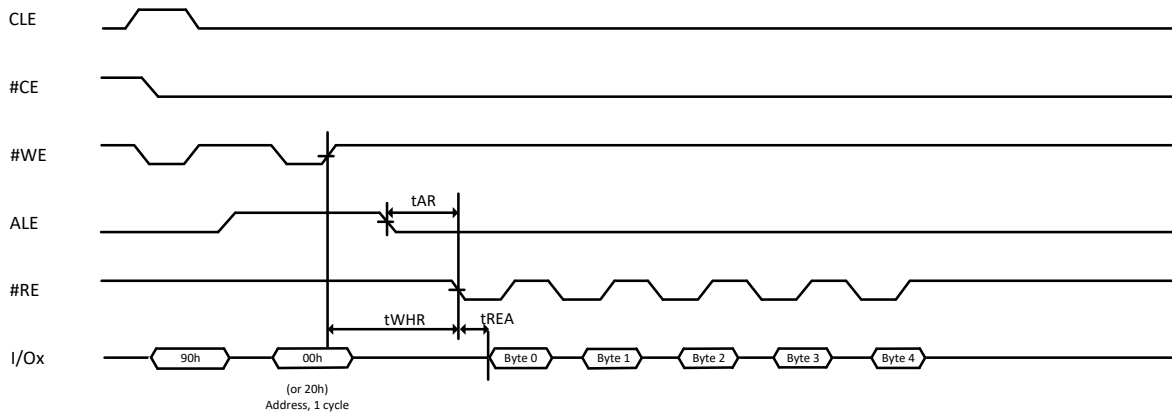 CLE
#CE
#WE
ALE
tAR
#RE
tWHR
tREA
I/Ox
90h
00h
Byte 0
Byte 1
Byte 2
Byte 3
Byte 4
(or 20h)
Address, 1 cycle